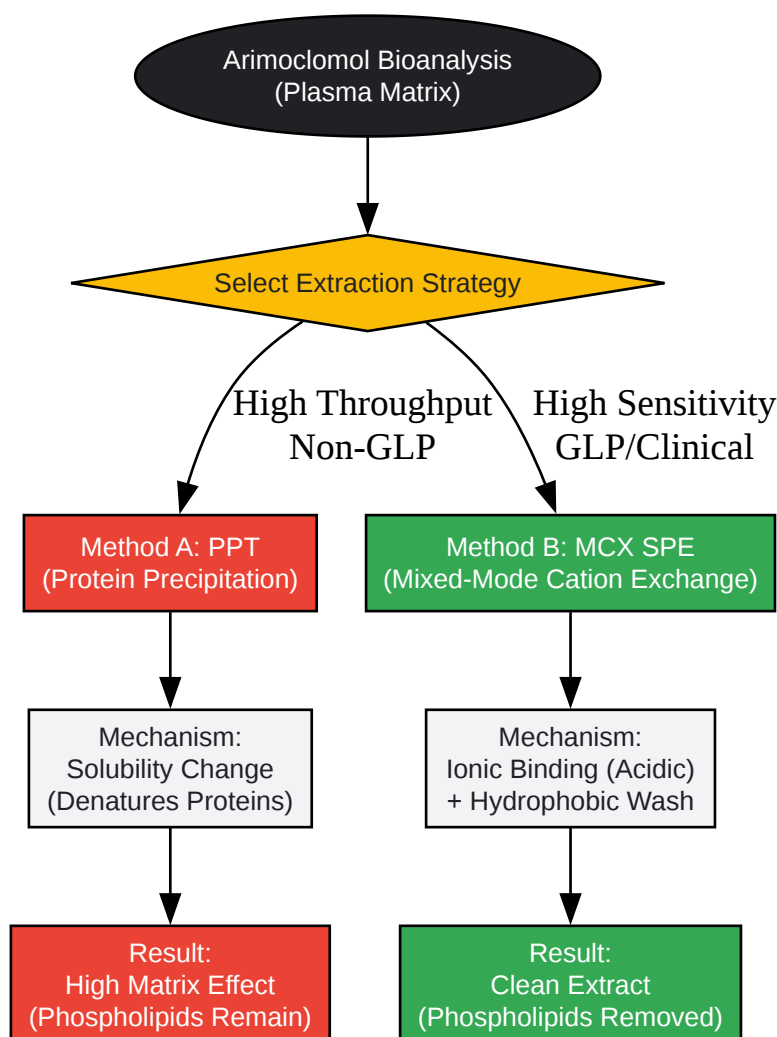 Arimoclomol Bioanalysis
(Plasma Matrix)
Select Extraction Strategy
High Throughput
Non-GLP
High Sensitivity
GLP/Clinical
Method A: PPT
(Protein Precipitation)
Method B: MCX SPE
(Mixed-Mode Cation Exchange)
Mechanism:
Solubility Change
(Denatures Proteins)
Mechanism:
Ionic Binding (Acidic)
+ Hydrophobic Wash
Result:
High Matrix Effect
(Phospholipids Remain)
Result:
Clean Extract
(Phospholipids Removed)